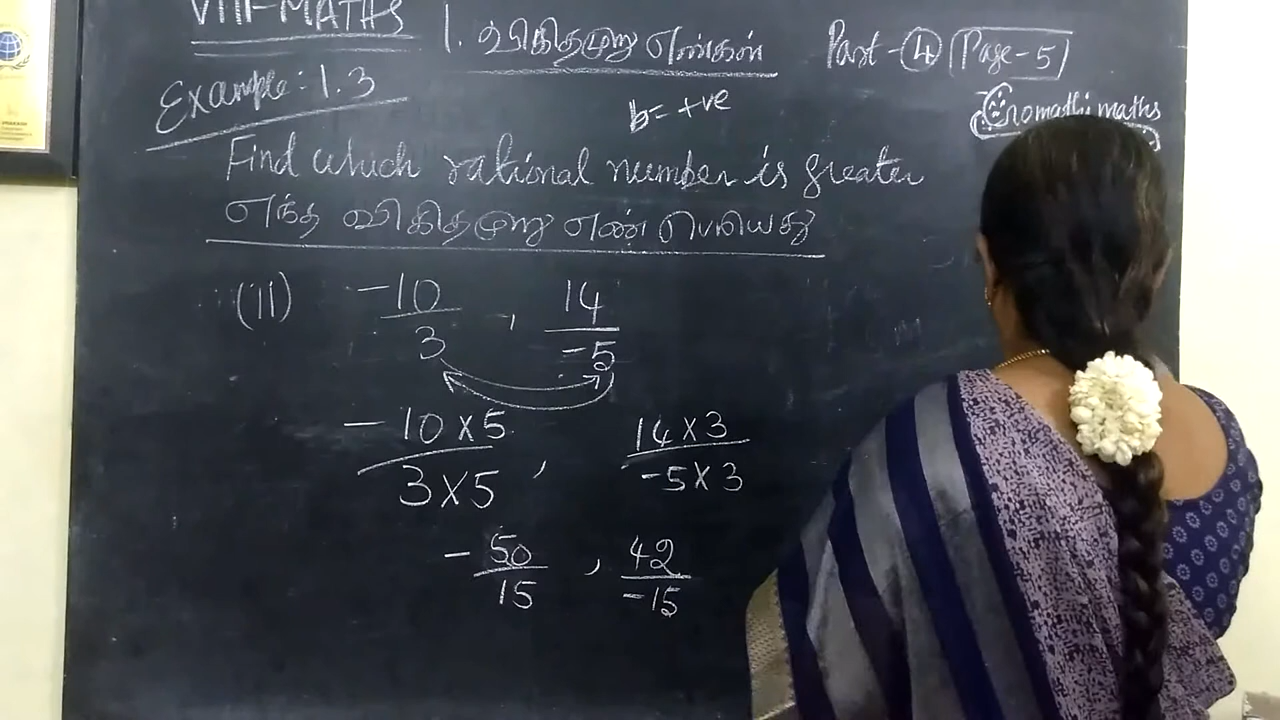 VIII-MATHS 1. விகிதமுறு எண்கள் Part - 4 Page - 5
Example: 1.3
b = +ve
Gomathi maths
Find which rational number is greater
எந்த விகிதமுறு எண் பெரியது
(ii) -10/3 , 14/-5
-10×5/3×5 , 14×3/-5×3
-50/15 , 42/-15